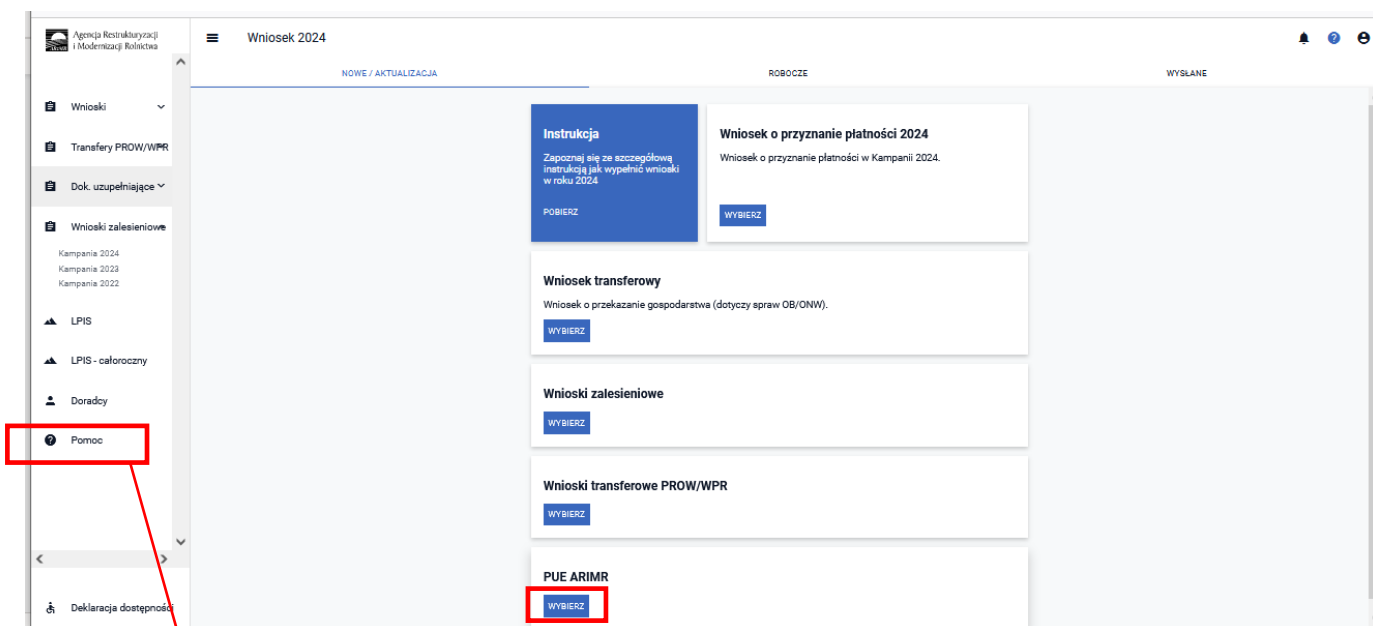 Agencja Restrukturyzacji
i Modernizacji Rolnictwa
Wniosek 2024
NOWE / AKTUALIZACJA
ROBOCZE
WYSŁANE
Wnioski
Transfery PROW/WPR
Dok. uzupełniające
Wnioski zalesieniowe
Kampania 2024
Kampania 2023
Kampania 2022
LPIS
LPIS - całoroczny
Doradcy
Pomoc
Deklaracja dostępności
Instrukcja
Zapoznaj się ze szczegółową
instrukcją jak wypełnić wnioski
w roku 2024
POBIERZ
Wniosek o przyznanie płatności 2024
Wniosek o przyznanie płatności w Kampanii 2024.
WYBIERZ
Wniosek transferowy
Wniosek o przekazanie gospodarstwa (dotyczy spraw OB/ONW).
WYBIERZ
Wnioski zalesieniowe
WYBIERZ
Wnioski transferowe PROW/WPR
WYBIERZ
PUE ARIMR
WYBIERZ